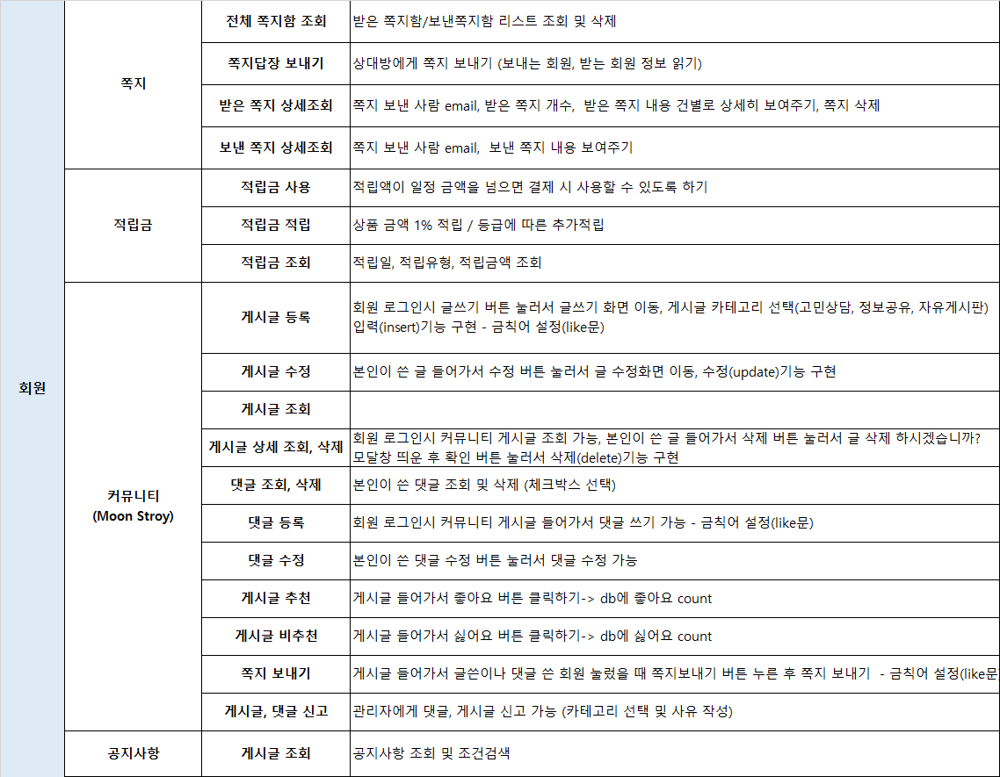 회원
쪽지
전체 쪽지함 조회
받은 쪽지함/보낸쪽지함 리스트 조회 및 삭제
쪽지답장 보내기
상대방에게 쪽지 보내기 (보내는 회원, 받는 회원 정보 읽기)
받은 쪽지 상세조회
쪽지 보낸 사람 email, 받은 쪽지 개수,  받은 쪽지 내용 건별로 상세히 보여주기, 쪽지 삭제
보낸 쪽지 상세조회
쪽지 보낸 사람 email,  보낸 쪽지 내용 보여주기
적립금
적립금 사용
적립액이 일정 금액을 넘으면 결제 시 사용할 수 있도록 하기
적립금 적립
상품 금액 1% 적립 / 등급에 따른 추가적립
적립금 조회
적립일, 적립유형, 적립금액 조회
커뮤니티
(Moon Stroy)
게시글 등록
회원 로그인시 글쓰기 버튼 눌러서 글쓰기 화면 이동, 게시글 카테고리 선택(고민상담, 정보공유, 자유게시판)
입력(insert)기능 구현 - 금칙어 설정(like문)
게시글 수정
본인이 쓴 글 들어가서 수정 버튼 눌러서 글 수정화면 이동, 수정(update)기능 구현
게시글 조회
게시글 상세 조회, 삭제
회원 로그인시 커뮤니티 게시글 조회 가능, 본인이 쓴 글 들어가서 삭제 버튼 눌러서 글 삭제 하시겠습니까?
모달창 띄운 후 확인 버튼 눌러서 삭제(delete)기능 구현
댓글 조회, 삭제
본인이 쓴 댓글 조회 및 삭제 (체크박스 선택)
댓글 등록
회원 로그인시 커뮤니티 게시글 들어가서 댓글 쓰기 가능 - 금칙어 설정(like문)
댓글 수정
본인이 쓴 댓글 수정 버튼 눌러서 댓글 수정 가능
게시글 추천
게시글 들어가서 좋아요 버튼 클릭하기-> db에 좋아요 count
게시글 비추천
게시글 들어가서 싫어요 버튼 클릭하기-> db에 싫어요 count
쪽지 보내기
게시글 들어가서 글쓴이나 댓글 쓴 회원 눌렀을 때 쪽지보내기 버튼 누른 후 쪽지 보내기  - 금칙어 설정(like문
게시글, 댓글 신고
관리자에게 댓글, 게시글 신고 가능 (카테고리 선택 및 사유 작성)
공지사항
게시글 조회
공지사항 조회 및 조건검색